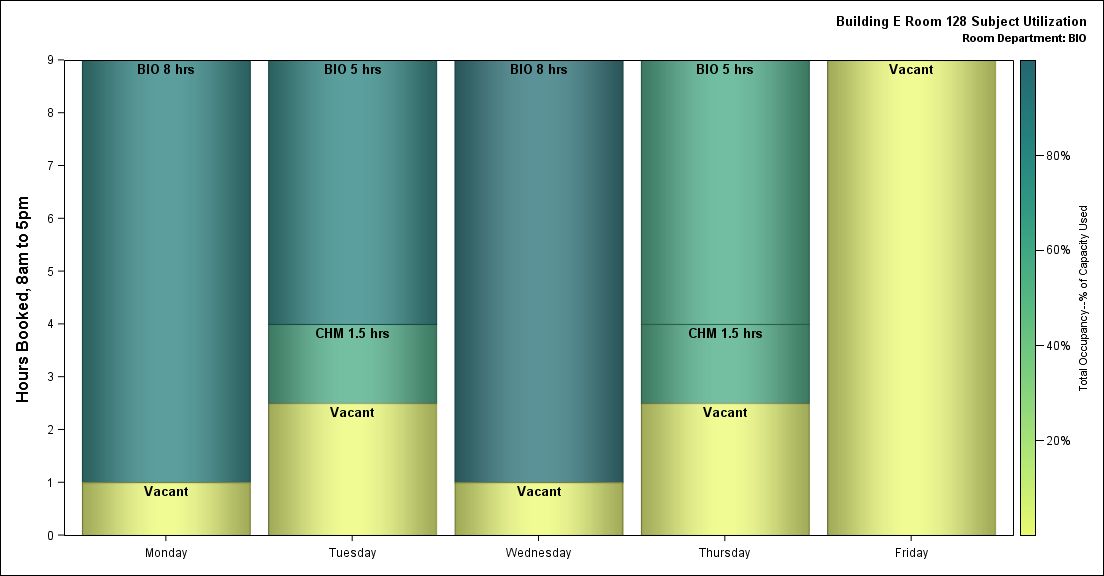 Building E Room 128 Subject Utilization
Room Department: BIO
Hours Booked, 8am to 5pm
9
8
7
6
5
4
3
2
1
0
BIO 8 hrs
Vacant
BIO 5 hrs
CHM 1.5 hrs
Vacant
BIO 8 hrs
Vacant
BIO 5 hrs
CHM 1.5 hrs
Vacant
Vacant
Monday
Tuesday
Wednesday
Thursday
Friday
80%
60%
40%
20%
Total Occupancy--% of Capacity Used